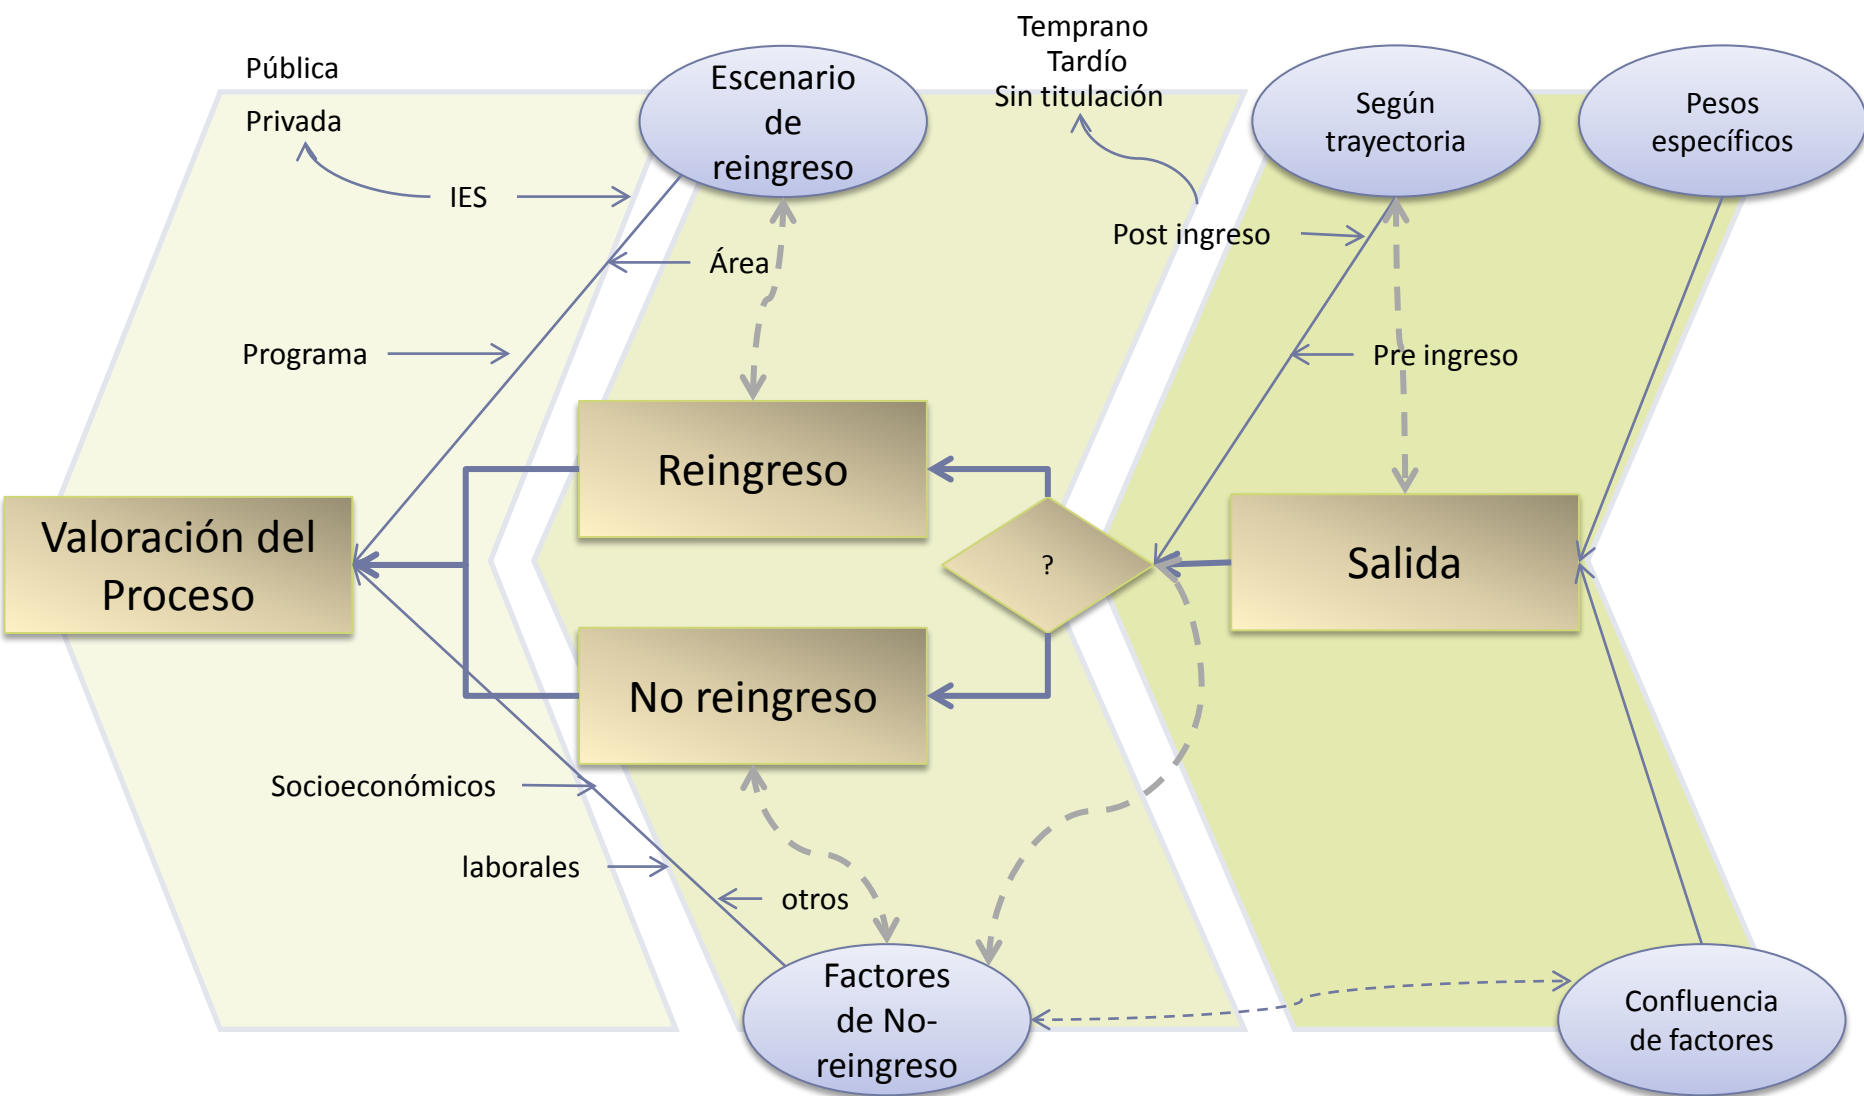 Temprano
Tardío
Sin titulación
Pública
Privada
Escenario
de
reingreso
Según
trayectoria
Pesos
específicos
IES
Post ingreso
Área
Programa
Pre ingreso
Reingreso
Valoración del
Proceso
?
Salida
No reingreso
Socioeconómicos
laborales
otros
Factores
de No-
reingreso
Confluencia
de factores